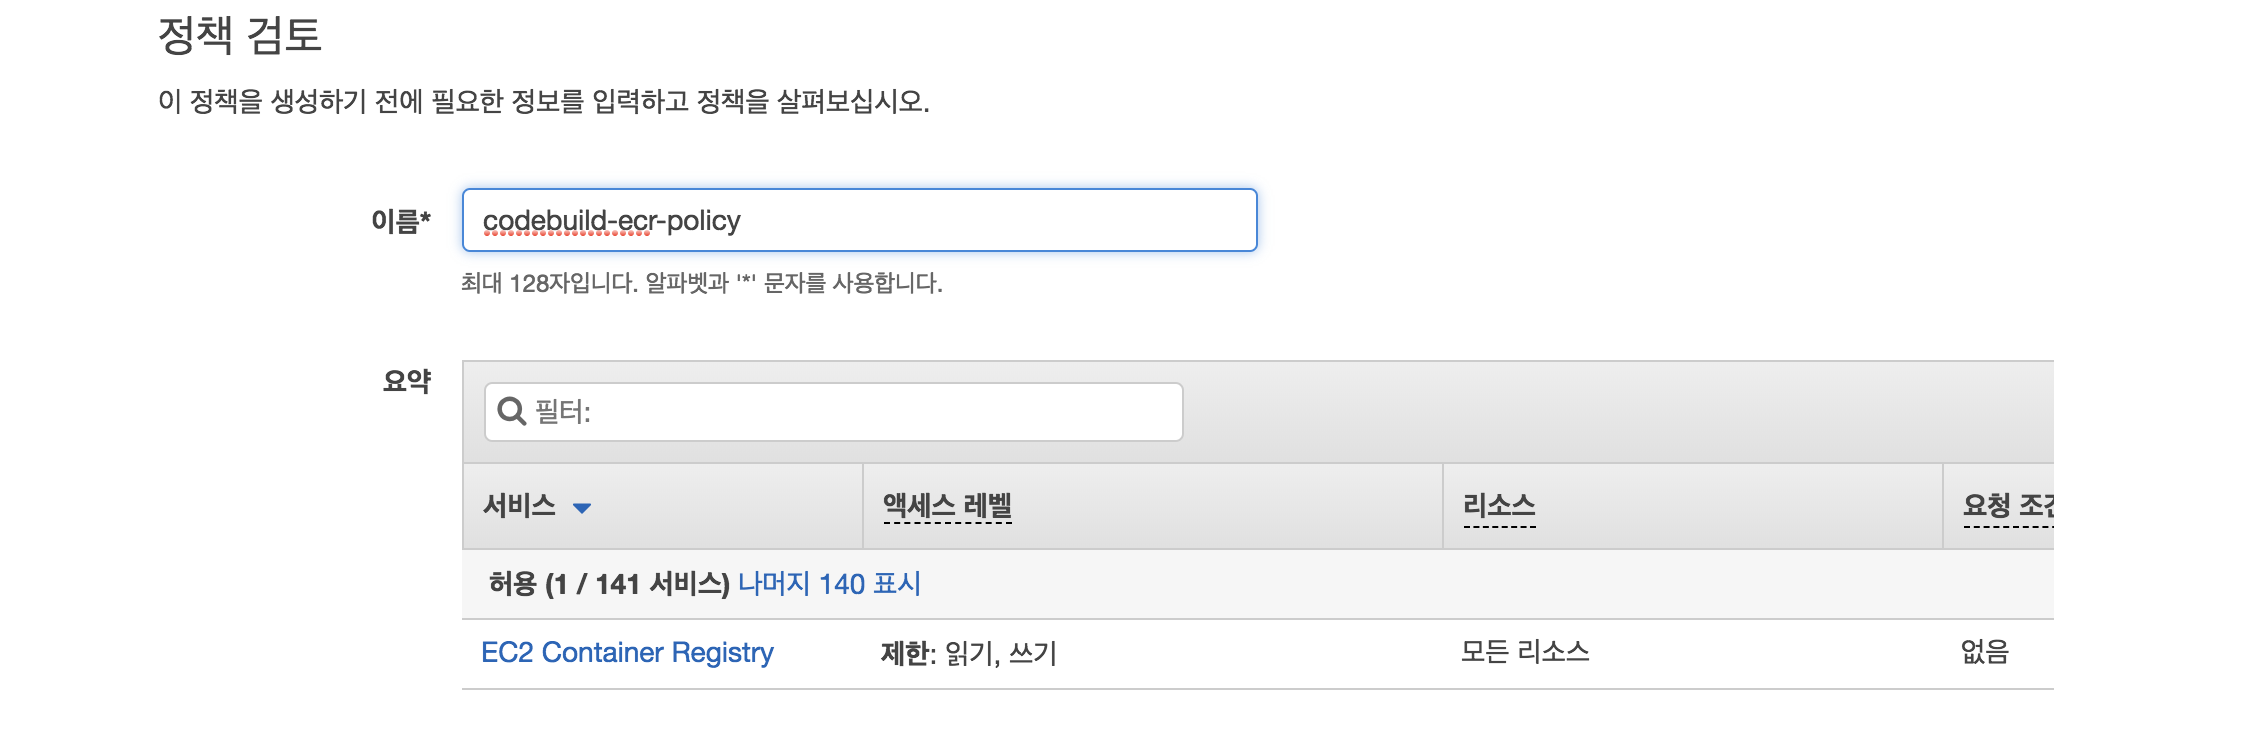 정책 검토
이 정책을 생성하기 전에 필요한 정보를 입력하고 정책을 살펴보십시오.
이름* codebuild-ecr-policy
최대 128자입니다. 알파벳과 '*' 문자를 사용합니다.
요약 필터:
서비스 액세스 레벨 리소스 요청 조건
허용 (1 / 141 서비스) 나머지 140 표시
EC2 Container Registry 제한: 읽기, 쓰기 모든 리소스 없음